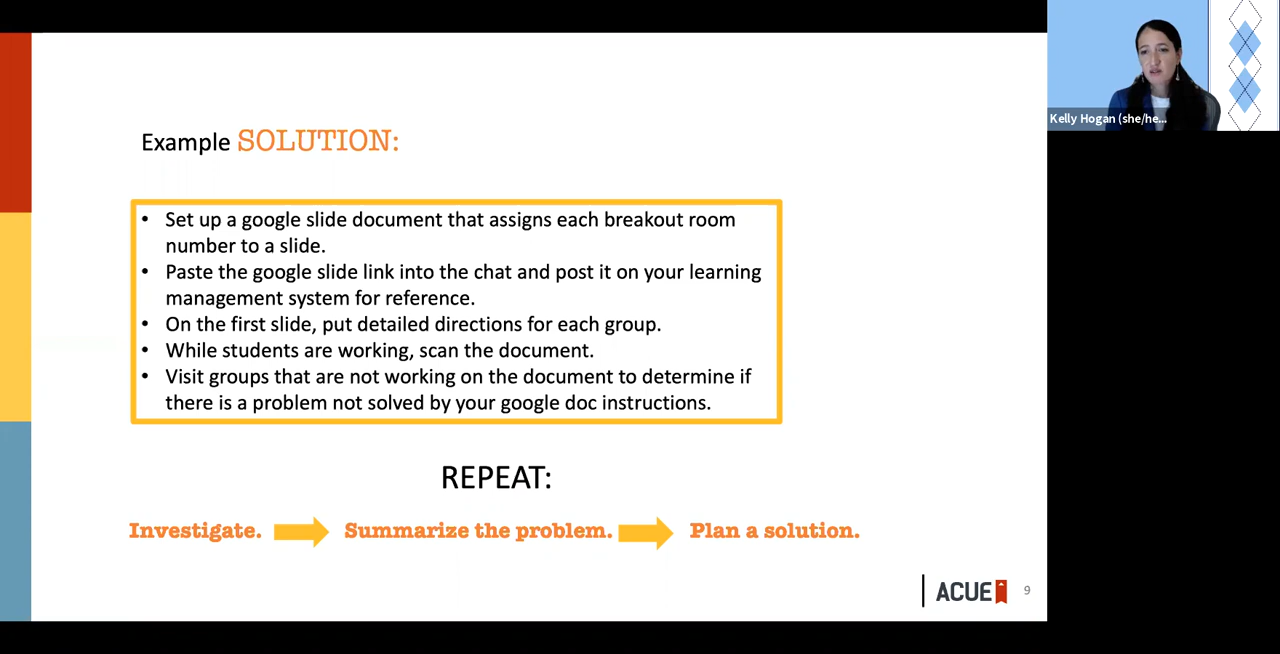 Kelly Hogan (she/he...
Example SOLUTION:
• Set up a google slide document that assigns each breakout room
number to a slide.
• Paste the google slide link into the chat and post it on your learning
management system for reference.
• On the first slide, put detailed directions for each group.
• While students are working, scan the document.
• Visit groups that are not working on the document to determine if
there is a problem not solved by your google doc instructions.
REPEAT:
Investigate. Summarize the problem. Plan a solution.
ACUE 9